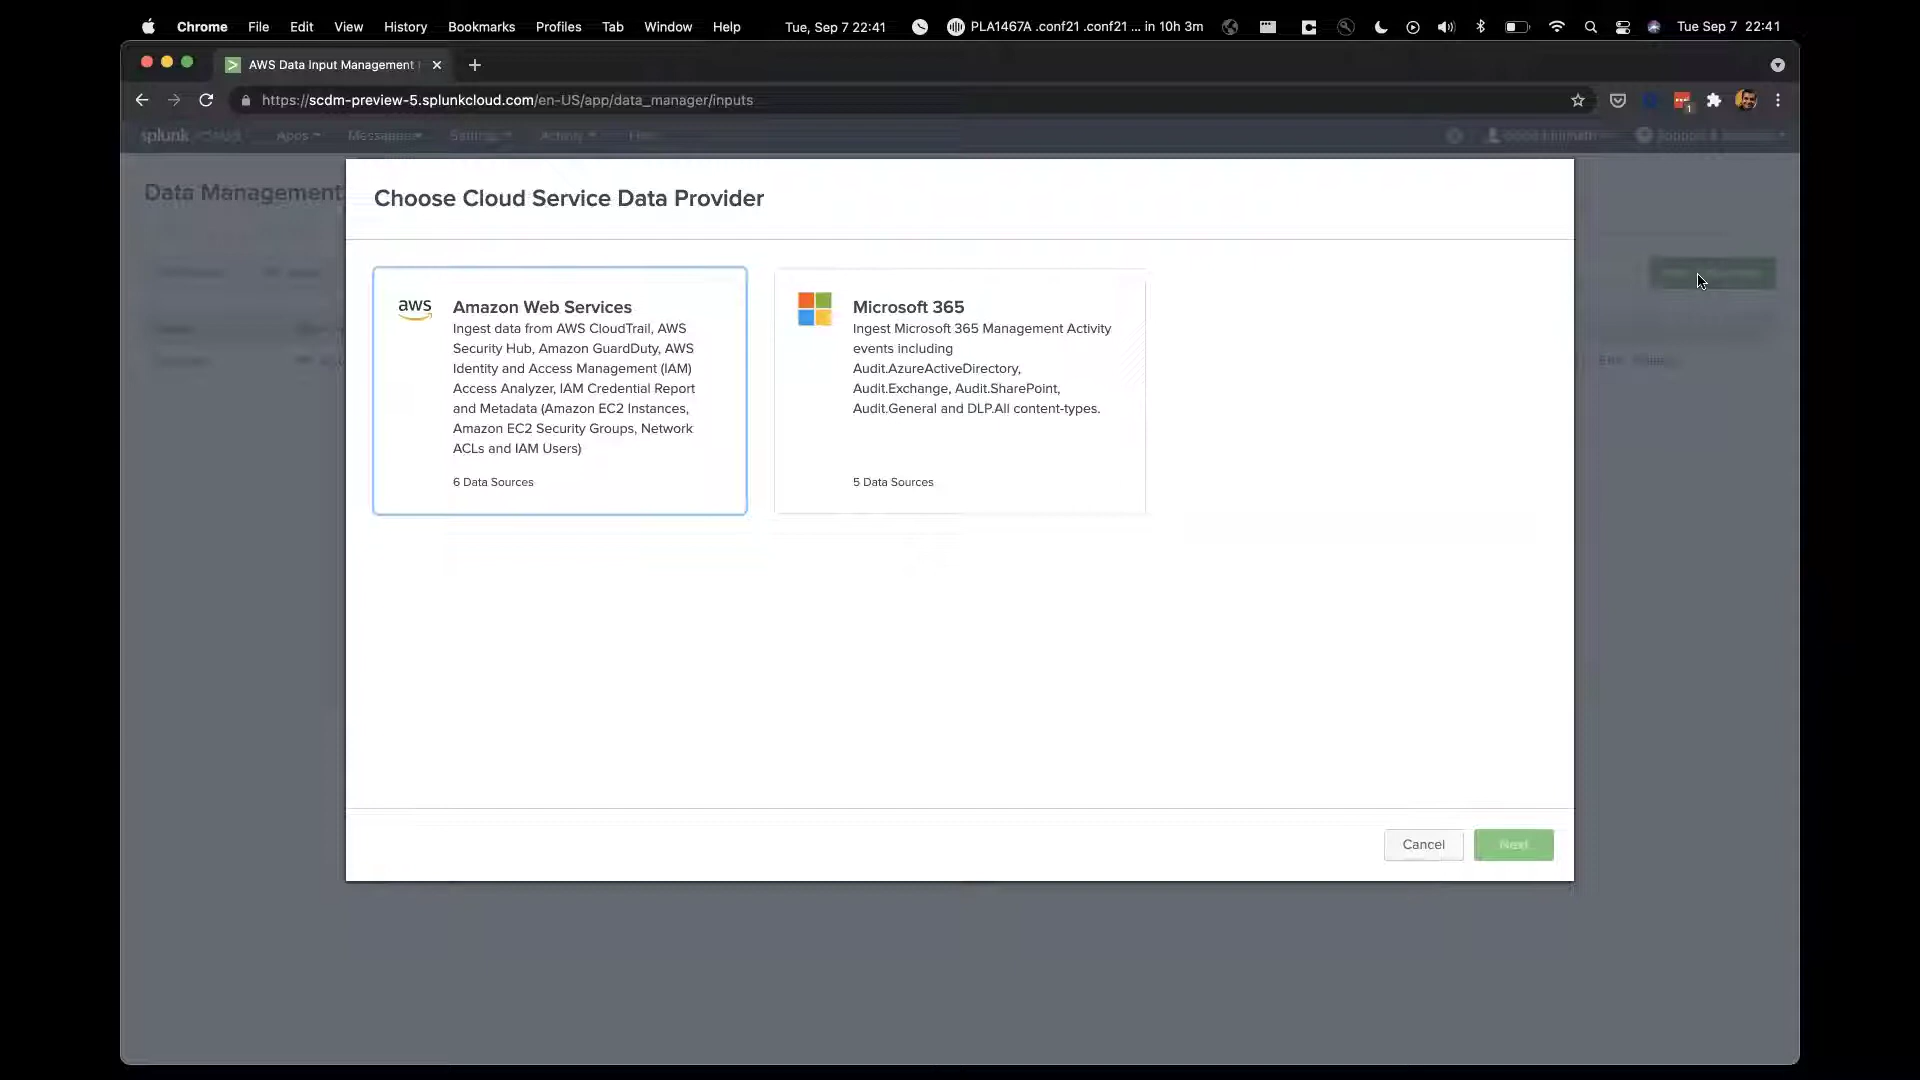 Chrome File Edit View History Bookmarks Profiles Tab Window Help Tue, Sep 7 22:41 PLA1467A .conf21 .conf21 ... in 10h 3m Tue Sep 7 22:41
AWS Data Input Management
https://scdm-preview-5.splunkcloud.com/en-US/app/data_manager/inputs
splunk Apps Messages Settings Activity
Data Management
Choose Cloud Service Data Provider
aws
Amazon Web Services
Ingest data from AWS CloudTrail, AWS
Security Hub, Amazon GuardDuty, AWS
Identity and Access Management (IAM)
Access Analyzer, IAM Credential Report
and Metadata (Amazon EC2 Instances,
Amazon EC2 Security Groups, Network
ACLs and IAM Users)
6 Data Sources
Microsoft 365
Ingest Microsoft 365 Management Activity
events including
Audit.AzureActiveDirectory,
Audit.Exchange, Audit.SharePoint,
Audit.General and DLP.All content-types.
5 Data Sources
Cancel Next